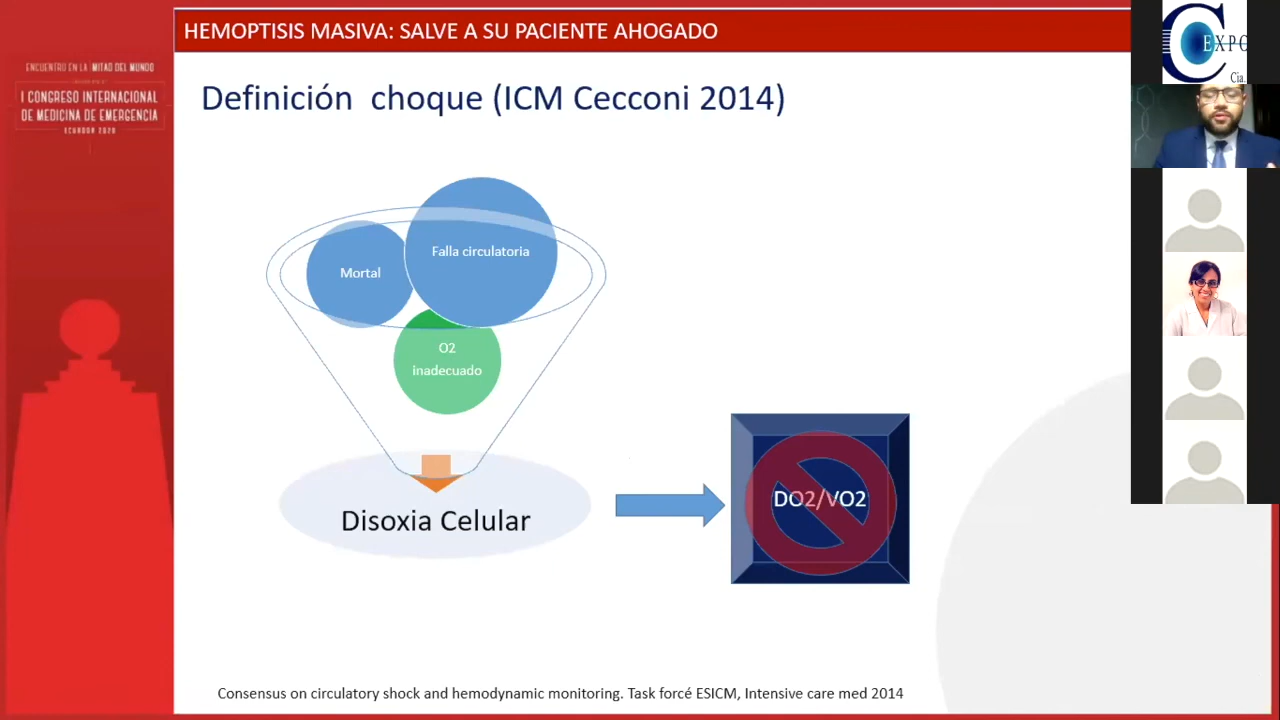 HEMOPTISIS MASIVA: SALVE A SU PACIENTE AHOGADO
ENCUENTRO EN LA MITAD DEL MUNDO
I CONGRESO INTERNACIONAL
DE MEDICINA DE EMERGENCIA
ECUADOR 2020
Definición choque (ICM Cecconi 2014)
Mortal
Falla circulatoria
O2
inadecuado
Disoxia Celular
DO2/VO2
Consensus on circulatory shock and hemodynamic monitoring. Task forcé ESICM, Intensive care med 2014
C EXPO
Cia.